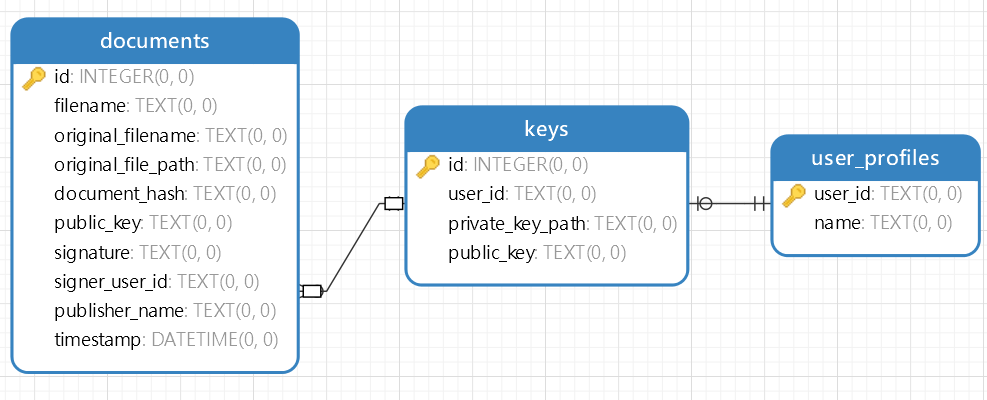 documents
id: INTEGER(0, 0)
filename: TEXT(0, 0)
original_filename: TEXT(0, 0)
original_file_path: TEXT(0, 0)
document_hash: TEXT(0, 0)
public_key: TEXT(0, 0)
signature: TEXT(0, 0)
signer_user_id: TEXT(0, 0)
publisher_name: TEXT(0, 0)
timestamp: DATETIME(0, 0)
keys
id: INTEGER(0, 0)
user_id: TEXT(0, 0)
private_key_path: TEXT(0, 0)
public_key: TEXT(0, 0)
user_profiles
user_id: TEXT(0, 0)
name: TEXT(0, 0)